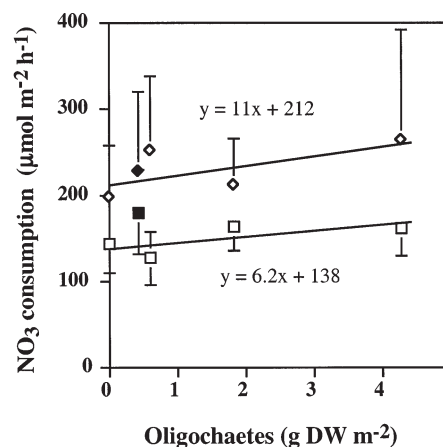 NO₃ consumption (µmol m⁻² h⁻¹)
400
300
200
100
0
y = 11x + 212
y = 6.2x + 138
0 1 2 3 4
Oligochaetes (g DW m⁻²)